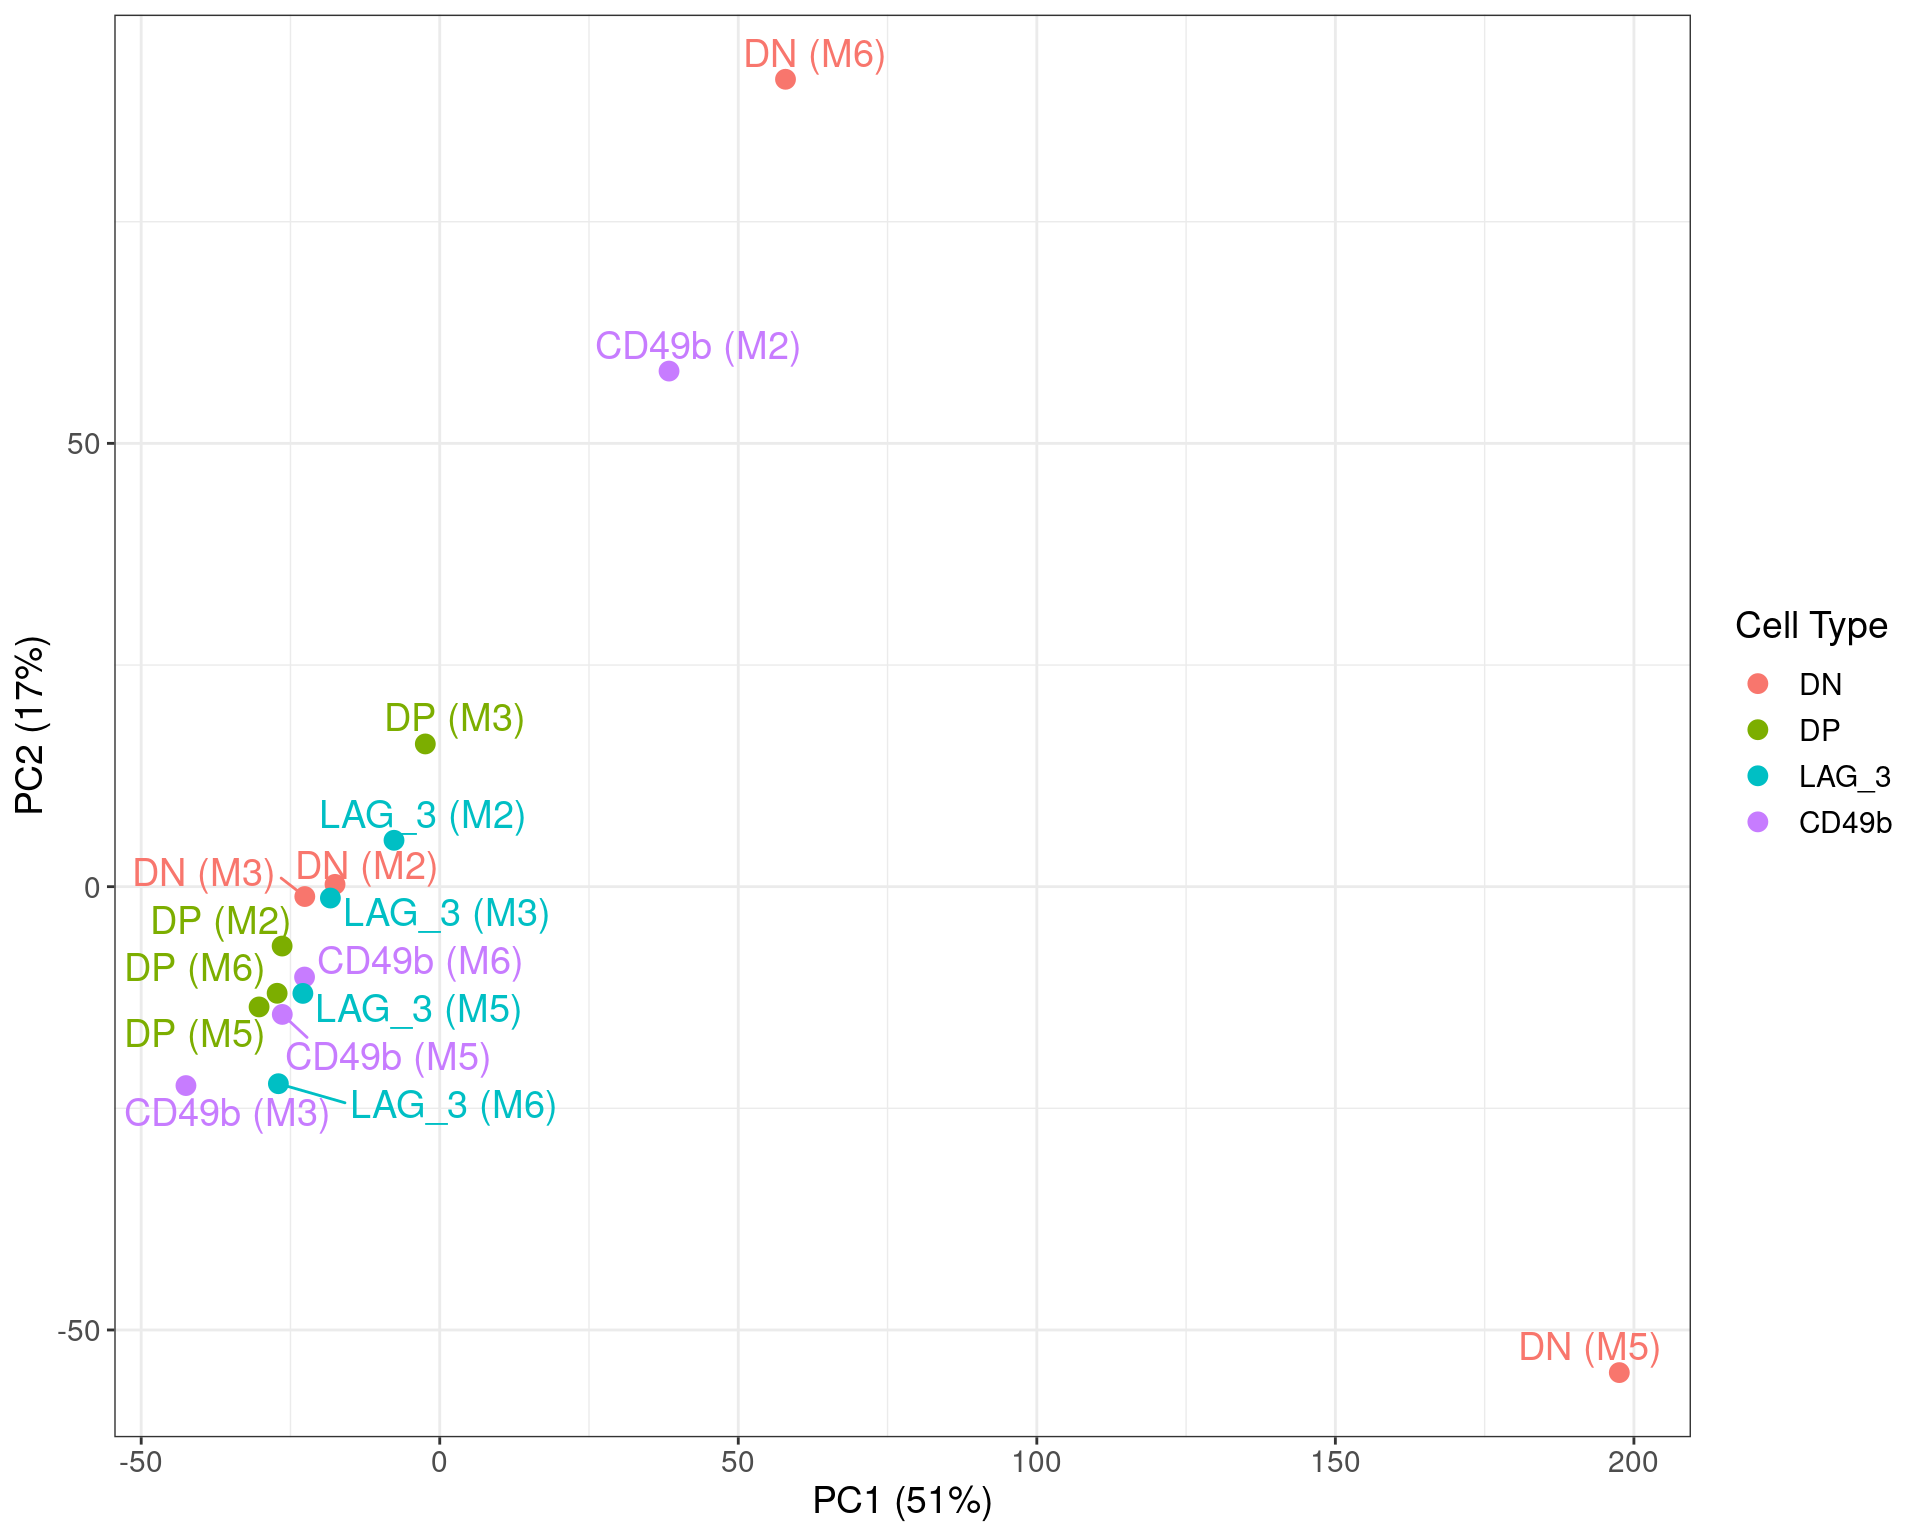 DN (M6)
CD49b (M2)
50
DP (M3)
LAG_3 (M2)
DN (M3)
DN (M2)
0
LAG_3 (M3)
DP (M2)
CD49b (M6)
DP (M6)
LAG_3 (M5)
DP (M5)
CD49b (M5)
LAG_3 (M6)
CD49b (M3)
-50
DN (M5)
-50
0
50
100
150
200
PC1 (51%)
PC2 (17%)
Cell Type
DN
DP
LAG_3
CD49b